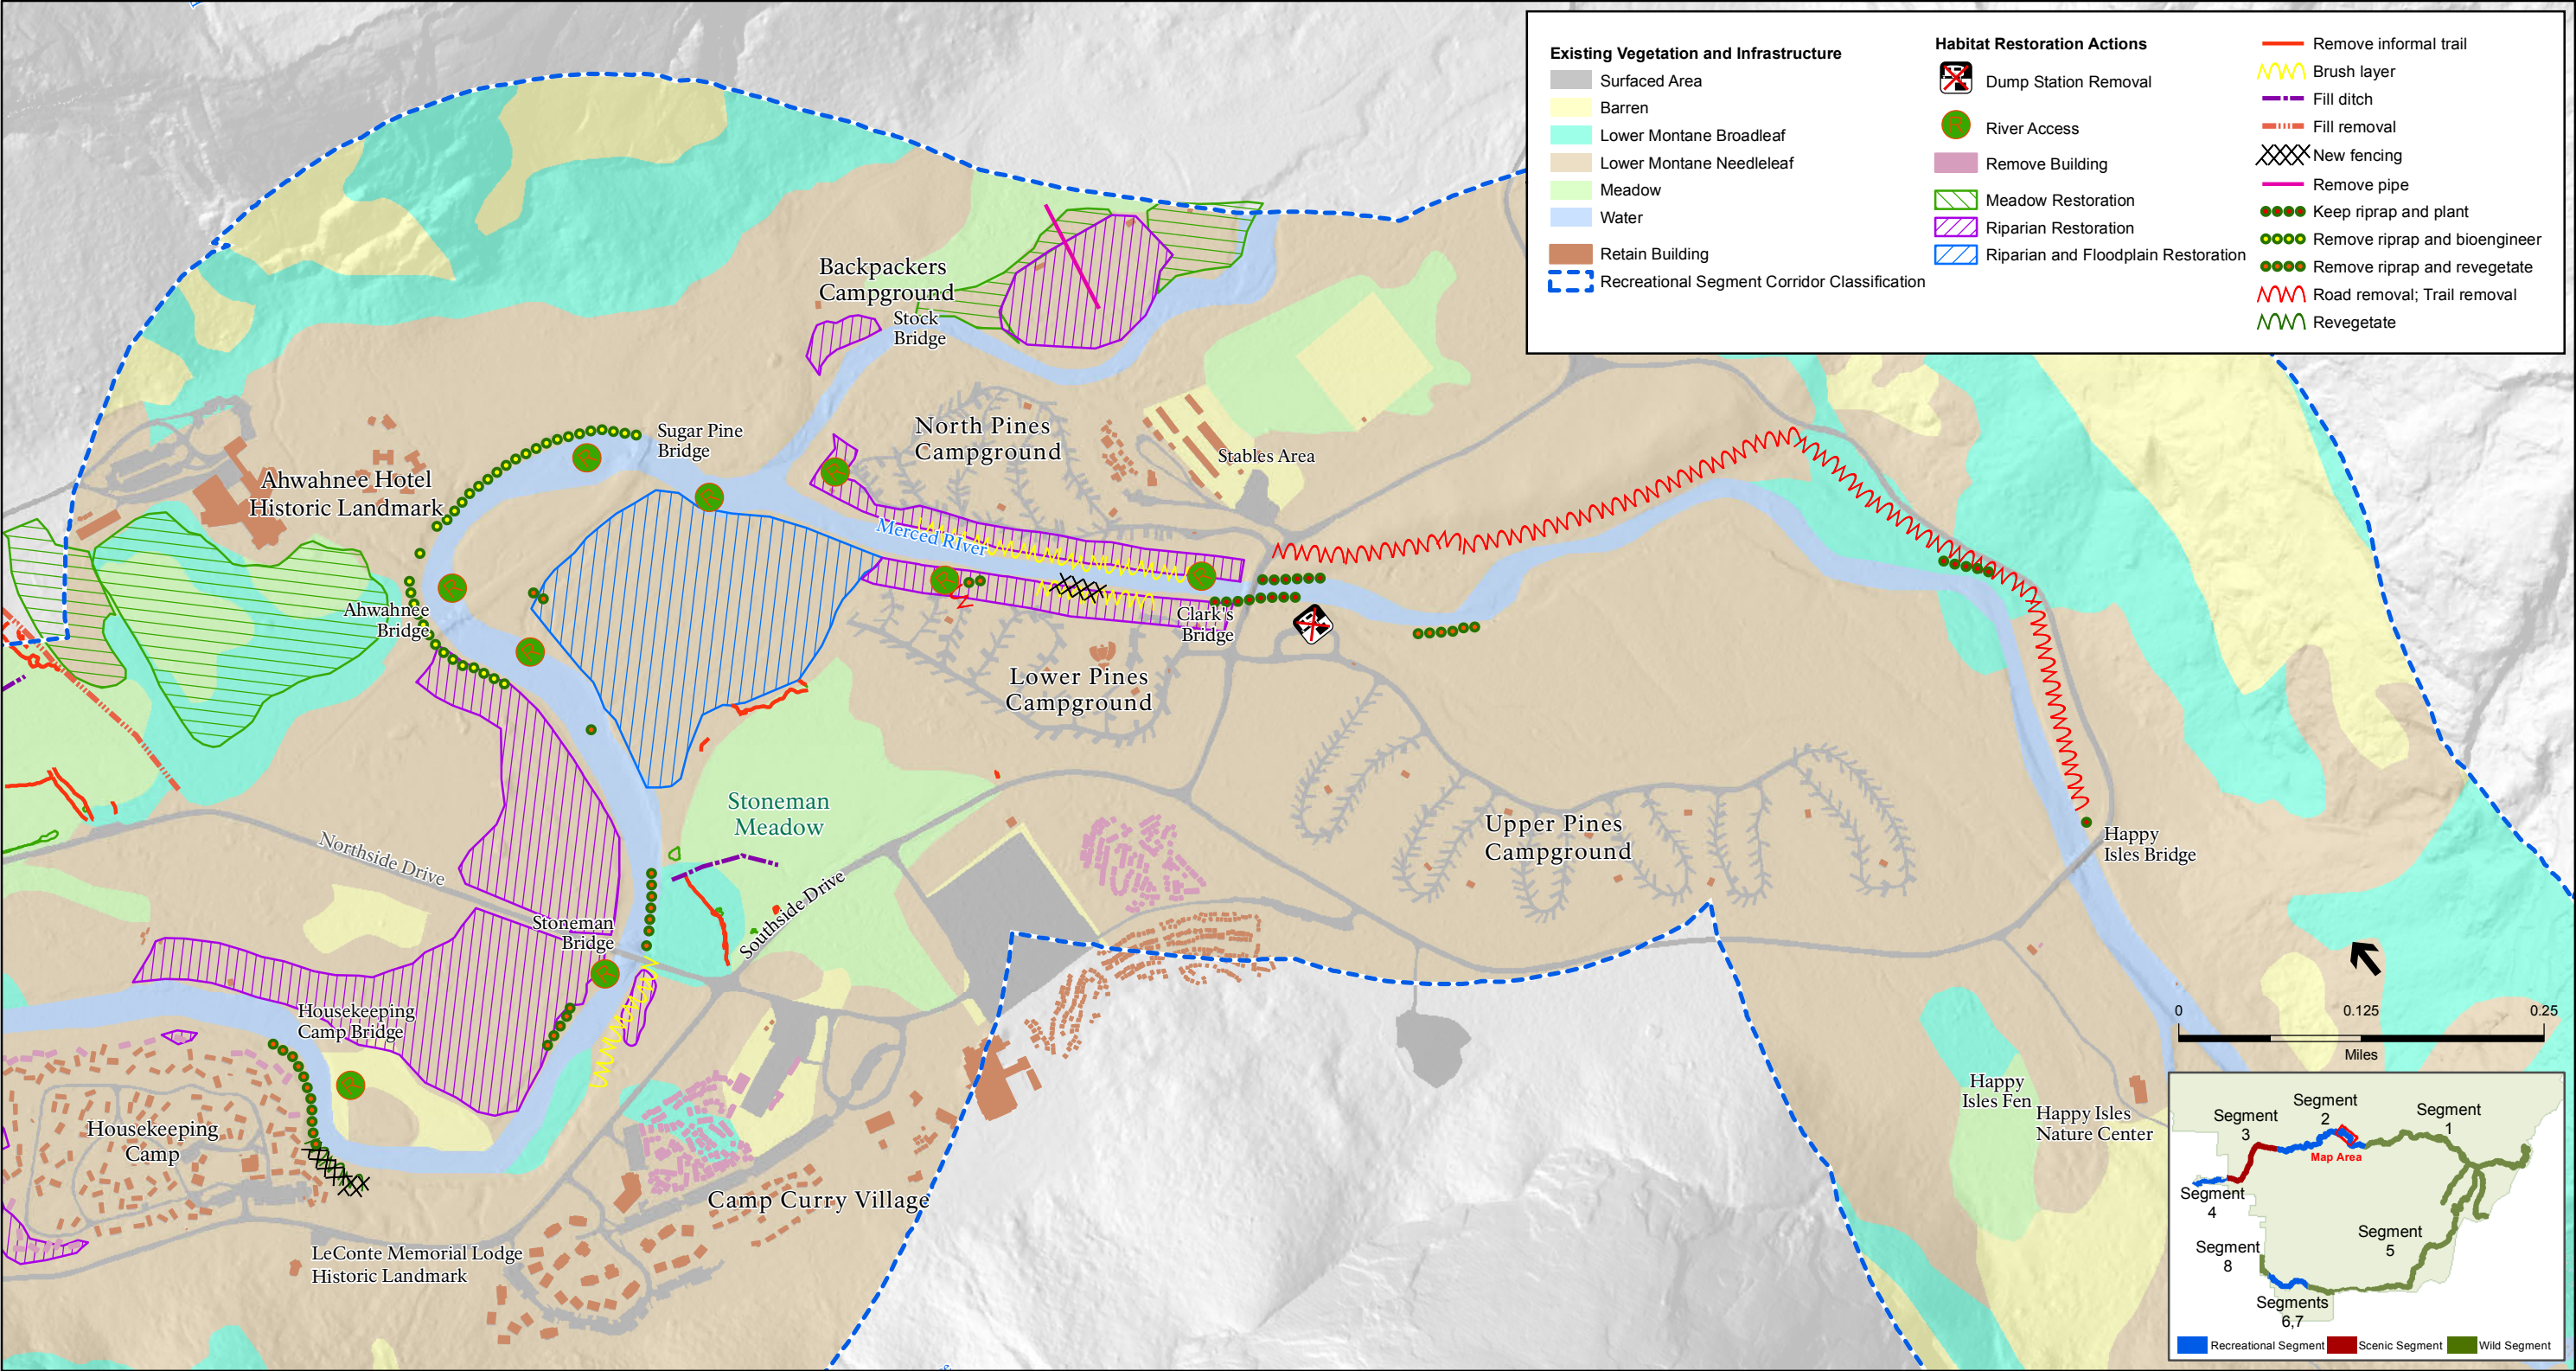 Existing Vegetation and Infrastructure
Surfaced Area
Barren
Lower Montane Broadleaf
Lower Montane Needleleaf
Meadow
Water
Retain Building
Recreational Segment Corridor Classification
Habitat Restoration Actions
Dump Station Removal
River Access
Remove Building
Meadow Restoration
Riparian Restoration
Riparian and Floodplain Restoration
Remove informal trail
Brush layer
Fill ditch
Fill removal
New fencing
Remove pipe
Keep riprap and plant
Remove riprap and bioengineer
Remove riprap and revegetate
Road removal; Trail removal
Revegetate
Backpackers
Campground
Stock
Bridge
Sugar Pine
Bridge
North Pines
Campground
Stables Area
Ahwahnee Hotel
Historic Landmark
Merced RIver
Ahwahnee
Bridge
Clark's
Bridge
Lower Pines
Campground
Stoneman
Meadow
Upper Pines
Campground
Happy
Isles Bridge
Northside Drive
Southside Drive
Stoneman
Bridge
Housekeeping
Camp Bridge
Housekeeping
Camp
Camp Curry Village
LeConte Memorial Lodge
Historic Landmark
Happy
Isles Fen
Happy Isles
Nature Center
0
0.125
0.25
Miles
Segment
1
Segment
2
Segment
3
Map Area
Segment
4
Segment
5
Segment
8
Segments
6,7
Recreational Segment
Scenic Segment
Wild Segment